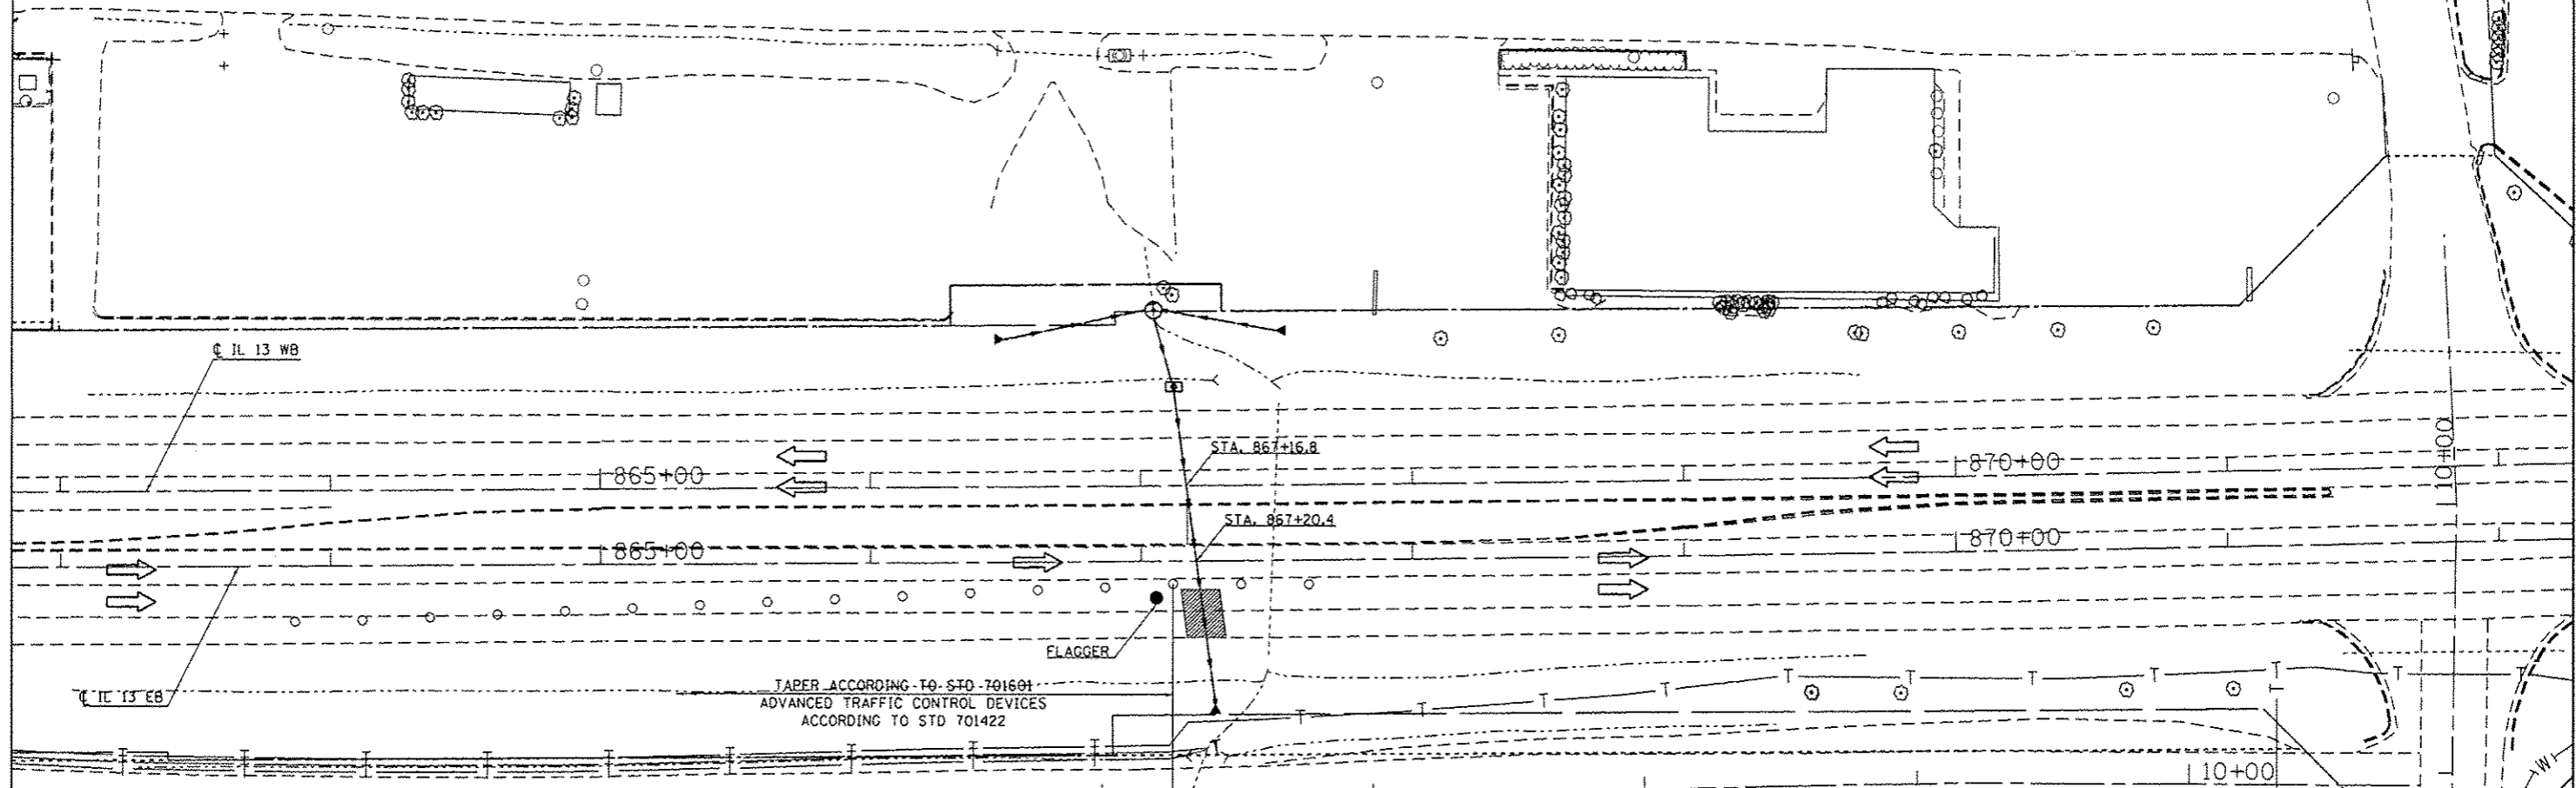 ℄ IL 13 WB
STA. 867+16.8
865+00
870+00
110+00
STA. 867+20.4
865+00
870+00
FLAGGER
℄ IL 13 EB
TAPER ACCORDING TO STD 701601
ADVANCED TRAFFIC CONTROL DEVICES
ACCORDING TO STD 701422
10+00
W